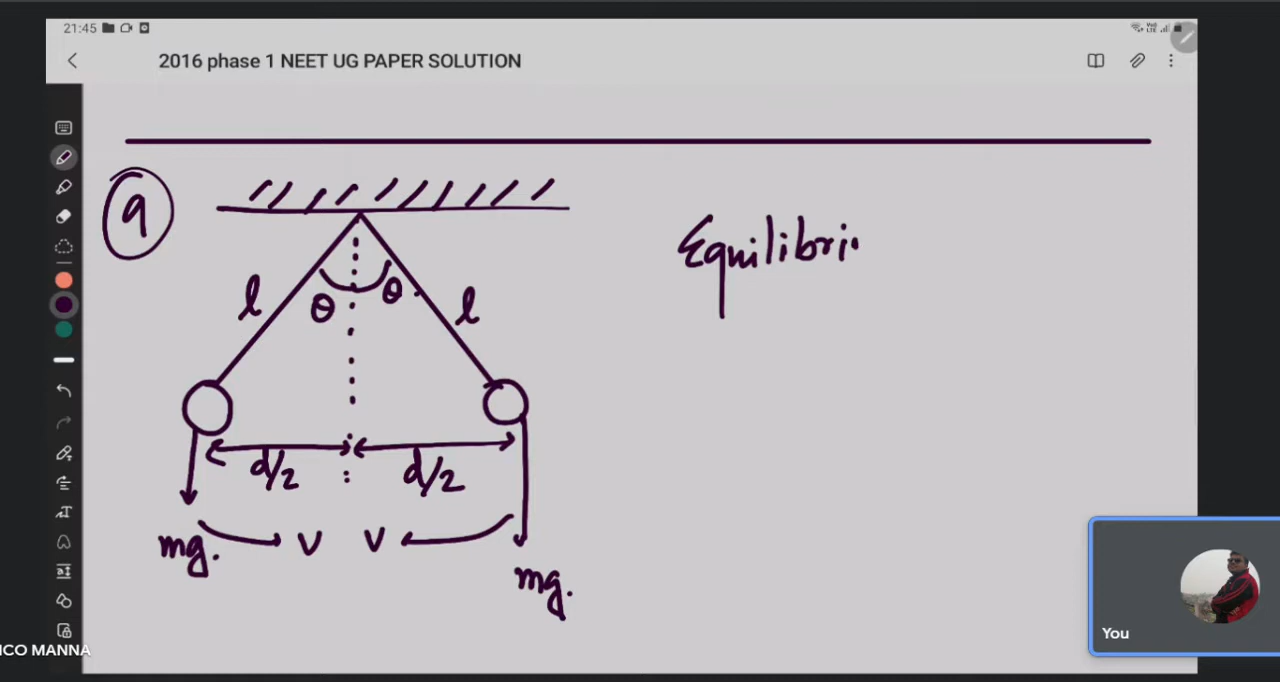 21:45
2016 phase 1 NEET UG PAPER SOLUTION
9
Equilibri
θ θ
l l
d/2 d/2
mg. v v
mg.
You
ICO MANNA